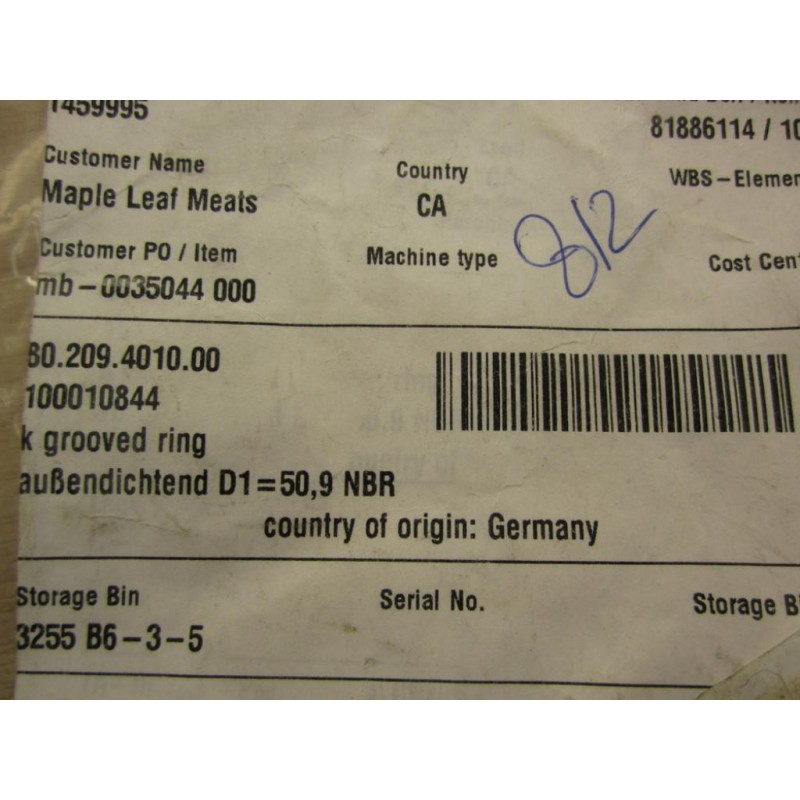 1459995
81886114 / 10
Customer Name
Country
WBS-Elemen
Maple Leaf Meats
CA
812
Customer PO / Item
Machine type
Cost Cent
mb-0035044 000
80.209.4010.00
100010844
k grooved ring
außendichtend D1=50,9 NBR
country of origin: Germany
Storage Bin
Serial No.
Storage B
3255 B6-3-5